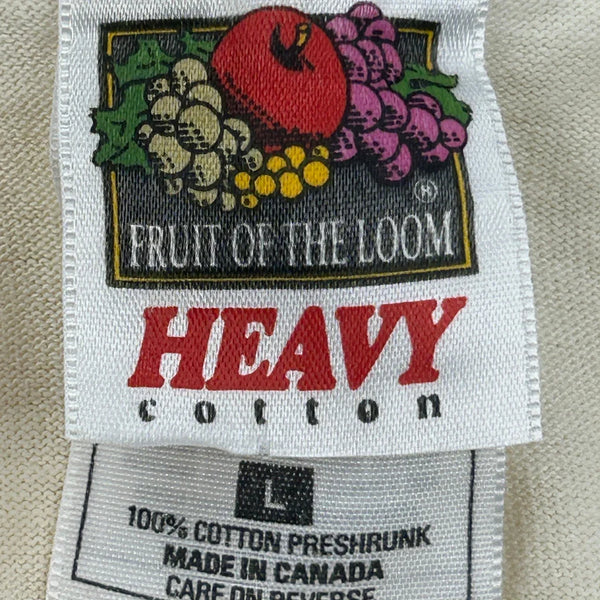 ®
FRUIT OF THE LOOM
HEAVY
cotton
L
100% COTTON PRESHRUNK
MADE IN CANADA
CARE ON REVERSE